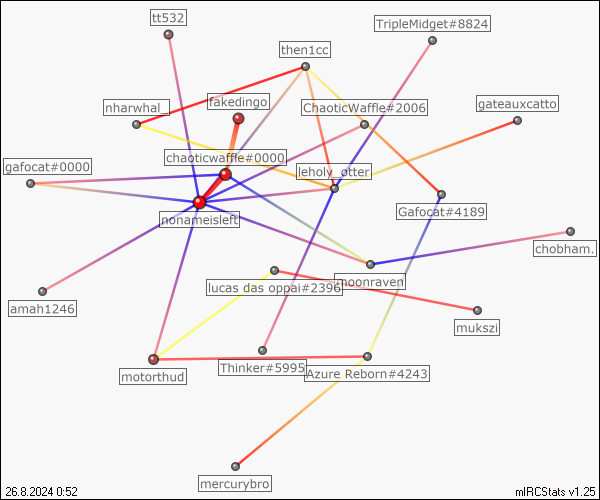 tt532
TripleMidget#8824
then1cc
nharwhal_
fakedingo
ChaoticWaffle#2006
gateauxcatto
chaoticwaffle#0000
gafocat#0000
leholy_otter
nonameisleft
Gafocat#4189
chobham.
moonraven
lucas das oppai#2396
amah1246
mukszi
motorthud
Thinker#5995
Azure Reborn#4243
mercurybro
26.8.2024 0:52
mIRCStats v1.25